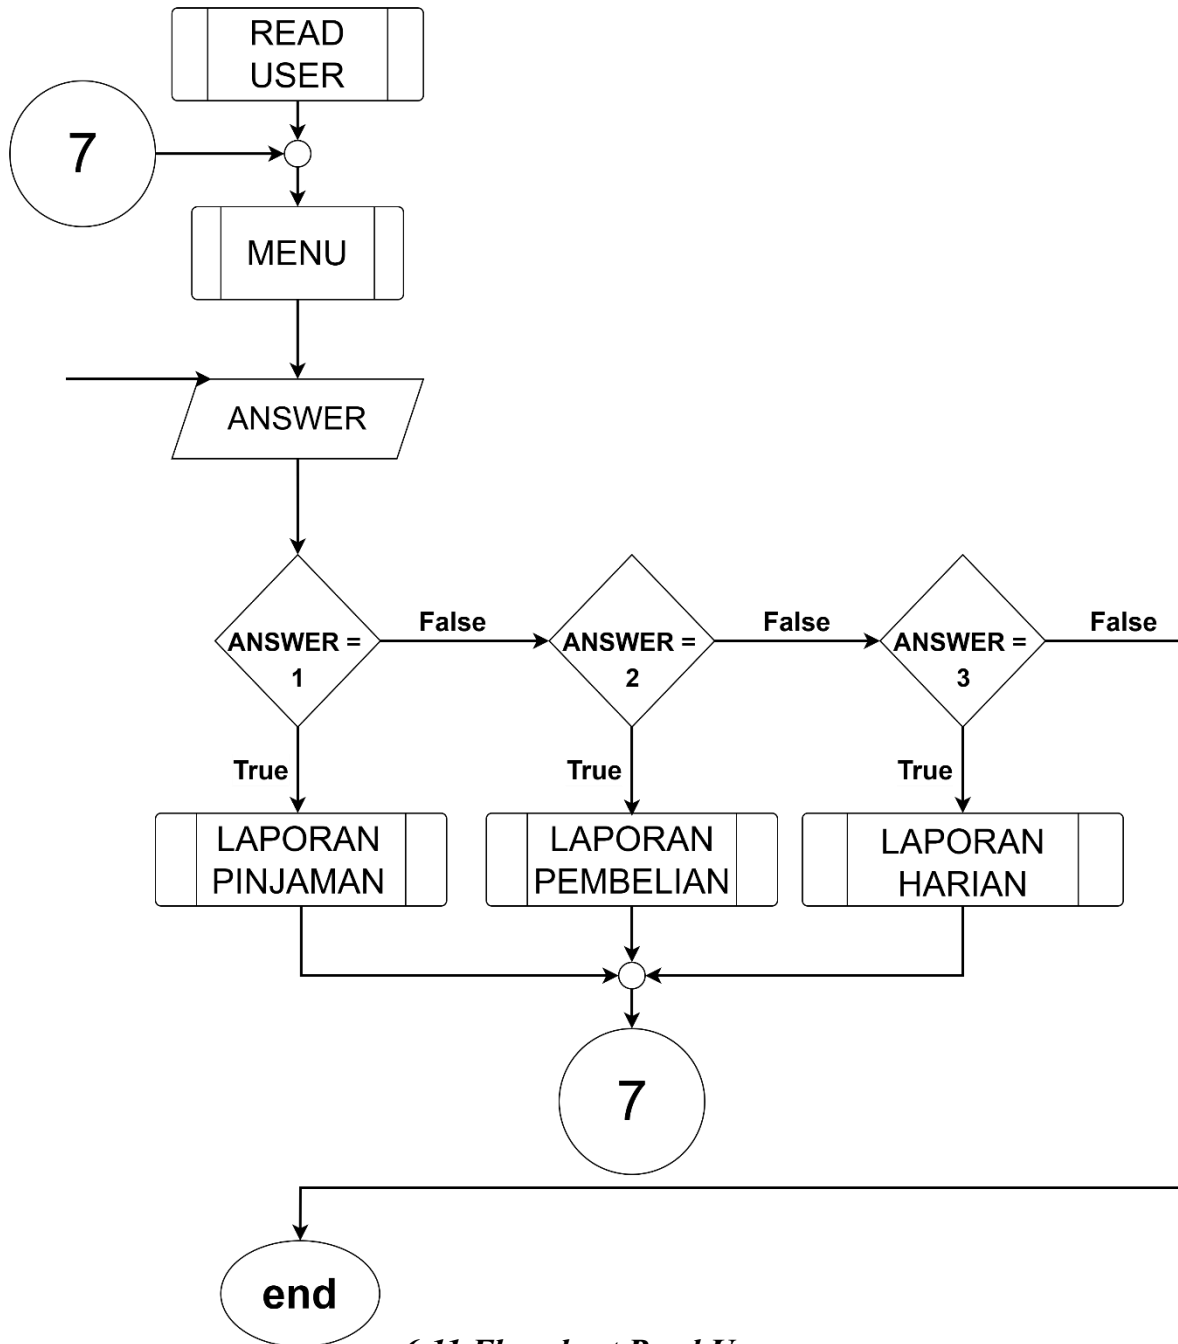 READ
USER
7
MENU
ANSWER
False
False
False
ANSWER =
1
ANSWER =
2
ANSWER =
3
True
True
True
LAPORAN
PINJAMAN
LAPORAN
PEMBELIAN
LAPORAN
HARIAN
7
end